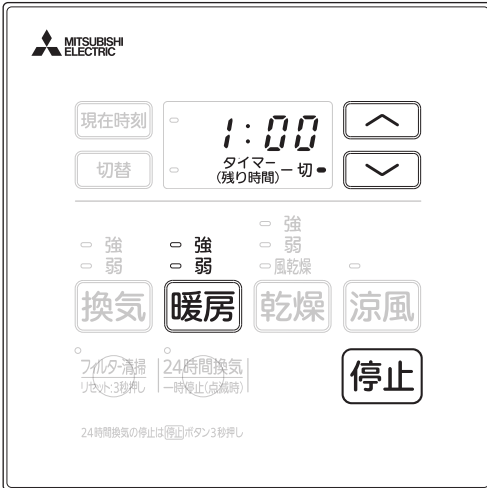 MITSUBISHI
ELECTRIC
現在時刻
1:00
切替
タイマー
(残り時間)
切
強
強 強 弱
弱 弱 風乾燥
換気 暖房 乾燥 涼風
フィルター清掃 24時間換気
リセット:3秒押し 一時停止(点滅時)
停止
24時間換気の停止は停止ボタン3秒押し